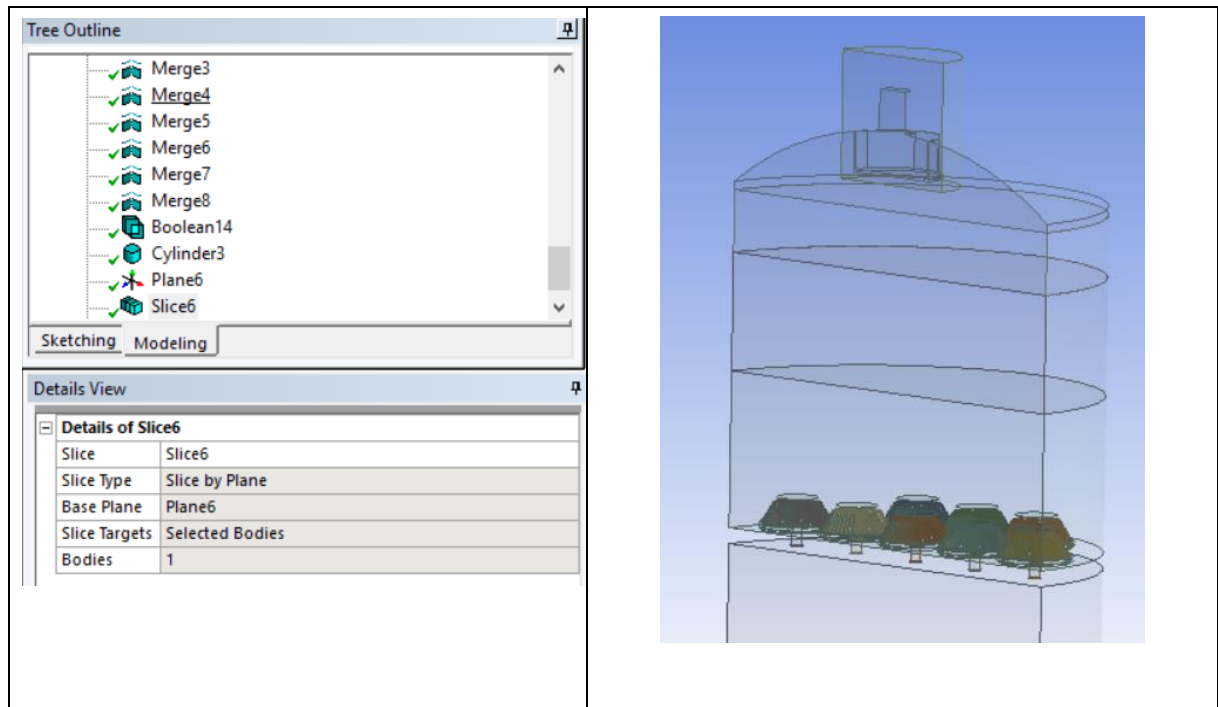 Tree Outline
Merge3
Merge4
Merge5
Merge6
Merge7
Merge8
Boolean14
Cylinder3
Plane6
Slice6
Sketching Modeling
Details View
Details of Slice6
Slice Slice6
Slice Type Slice by Plane
Base Plane Plane6
Slice Targets Selected Bodies
Bodies 1